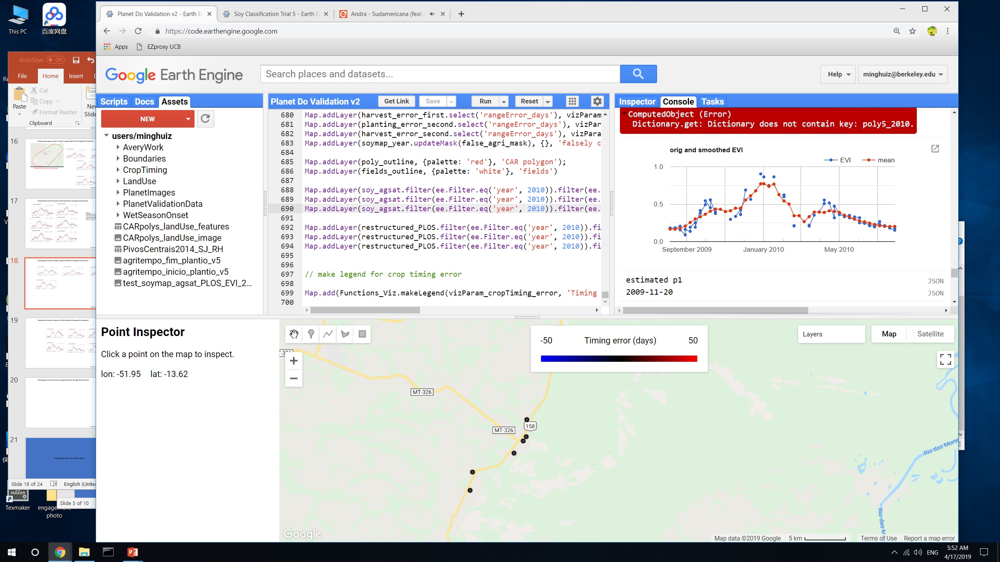 This PC
百度网盘
Planet Do Validation v2 - Earth En
Soy Classification Trial 5 - Earth E
Andra - Sudamericana (feat.
https://code.earthengine.google.com
Apps
EZproxy UCB
AutoSave
Off
File
Home
Insert
Paste
Cut
Copy
Format Painter
New
Slide
Clipboard
Google Earth Engine
Search places and datasets...
Help
minghuiz@berkeley.edu
Scripts
Docs
Assets
NEW
users/minghuiz
AveryWork
Boundaries
CropTiming
LandUse
PlanetImages
PlanetValidationData
WetSeasonOnset
CARpolys_landUse_features
CARpolys_landUse_image
PivosCentrais2014_SJ_RH
agritempo_fim_plantio_v5
agritempo_inicio_plantio_v5
test_soymap_agsat_PLOS_EVI_2...
Planet Do Validation v2
Get Link
Save
Run
Reset
680 Map.addLayer(harvest_error_first.select('rangeError_days'), vizParam
681 Map.addLayer(planting_error_second.select('rangeError_days'), vizPar
682 Map.addLayer(harvest_error_second.select('rangeError_days'), vizPara
683 Map.addLayer(soymap_year.updateMask(false_agri_mask), {}, 'falsely c
684
685 Map.addLayer(poly_outline, {palette: 'red'}, 'CAR polygon');
686 Map.addLayer(fields_outline, {palette: 'white'}, 'fields')
687
688 Map.addLayer(soy_agsat.filter(ee.Filter.eq('year', 2010)).filter(ee.
689 Map.addLayer(soy_agsat.filter(ee.Filter.eq('year', 2010)).filter(ee.
690 Map.addLayer(soy_agsat.filter(ee.Filter.eq('year', 2010)).filter(ee.
691
692 Map.addLayer(restructured_PLOS.filter(ee.Filter.eq('year', 2010)).fi
693 Map.addLayer(restructured_PLOS.filter(ee.Filter.eq('year', 2010)).fi
694 Map.addLayer(restructured_PLOS.filter(ee.Filter.eq('year', 2010)).fi
695
696
697 // make legend for crop timing error
698
699 Map.add(Functions_Viz.makeLegend(vizParam_cropTiming_error, 'Timing
700
Inspector
Console
Tasks
ComputedObject (Error)
Dictionary.get: Dictionary does not contain key: poly5_2010.
orig and smoothed EVI
EVI
mean
1.0
0.5
0.0
September 2009
January 2010
May 2010
estimated p1
JSON
2009-11-20
JSON
16
17
18
19
20
21
Timing algorithm sensitivity check
Slide 18 of 24
English (Unite
Slide 5 of 10
Texmaker
engagement
photo
Point Inspector
Click a point on the map to inspect.
lon: -51.95 lat: -13.62
-50
Timing error (days)
50
Layers
Map
Satellite
MT-326
MT-326
158
Rio das Morte
Rio das M
Google
Map data ©2019 Google
5 km
Terms of Use
Report a map error
ENG
5:52 AM
4/17/2019